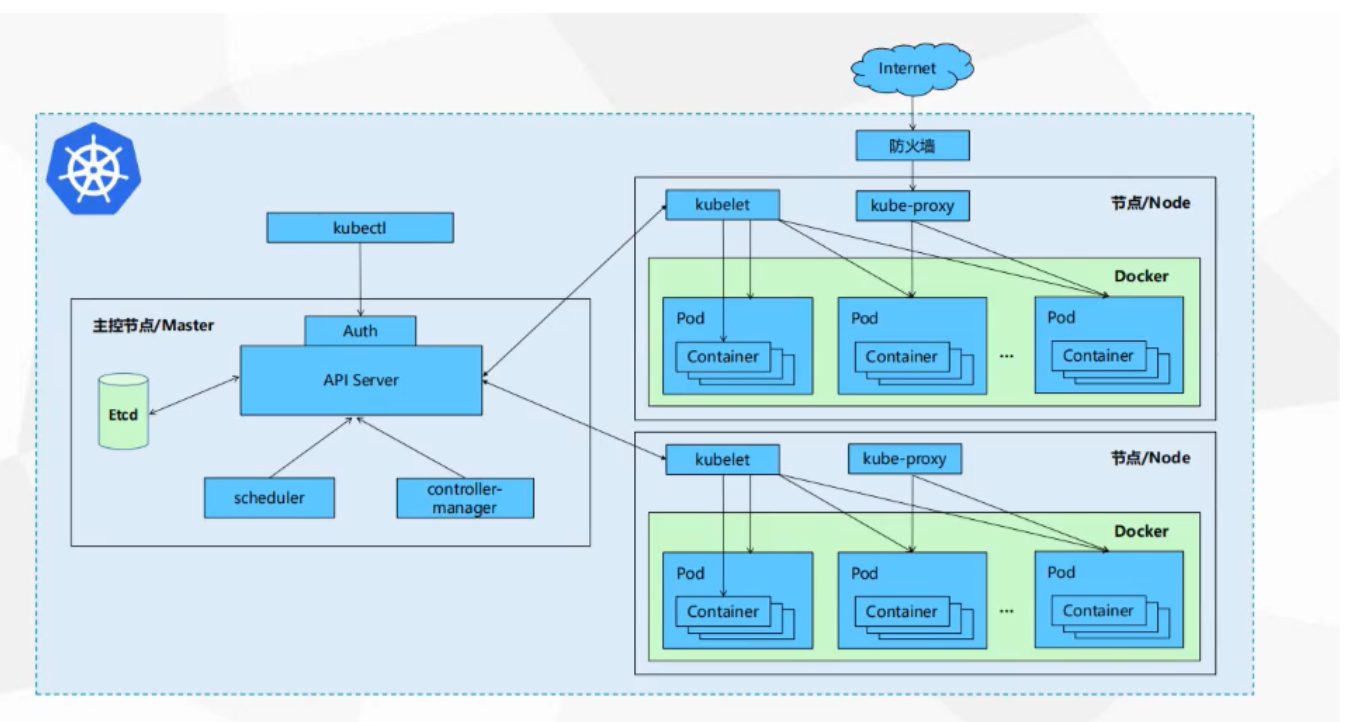 Internet
防火墙
kubelet
kube-proxy
节点/Node
kubectl
Docker
主控节点/Master
Auth
Pod
Pod
Pod
API Server
Container
Container
...
Container
Etcd
kubelet
kube-proxy
节点/Node
scheduler
controller-
manager
Docker
Pod
Pod
Pod
Container
Container
...
Container